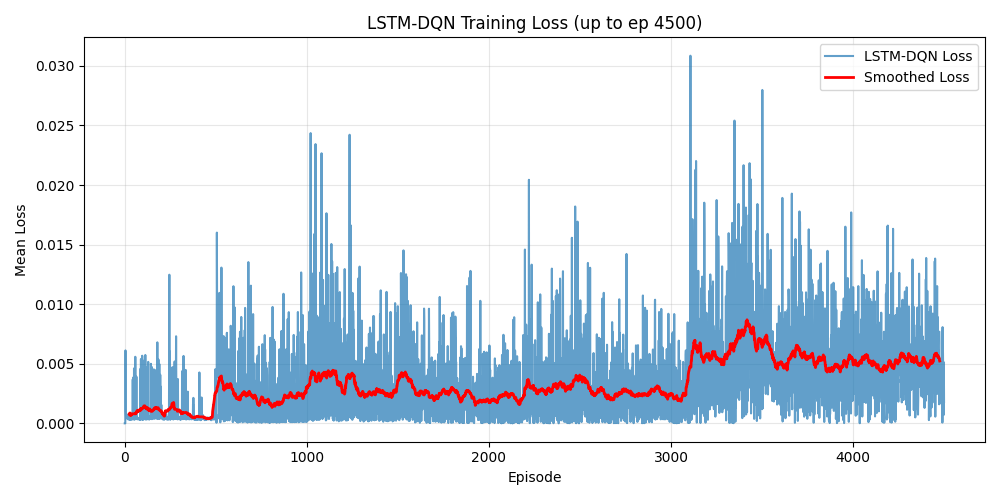 LSTM-DQN Training Loss (up to ep 4500)
LSTM-DQN Loss
Smoothed Loss
Mean Loss
0.030
0.025
0.020
0.015
0.010
0.005
0.000
0
1000
2000
3000
4000
Episode